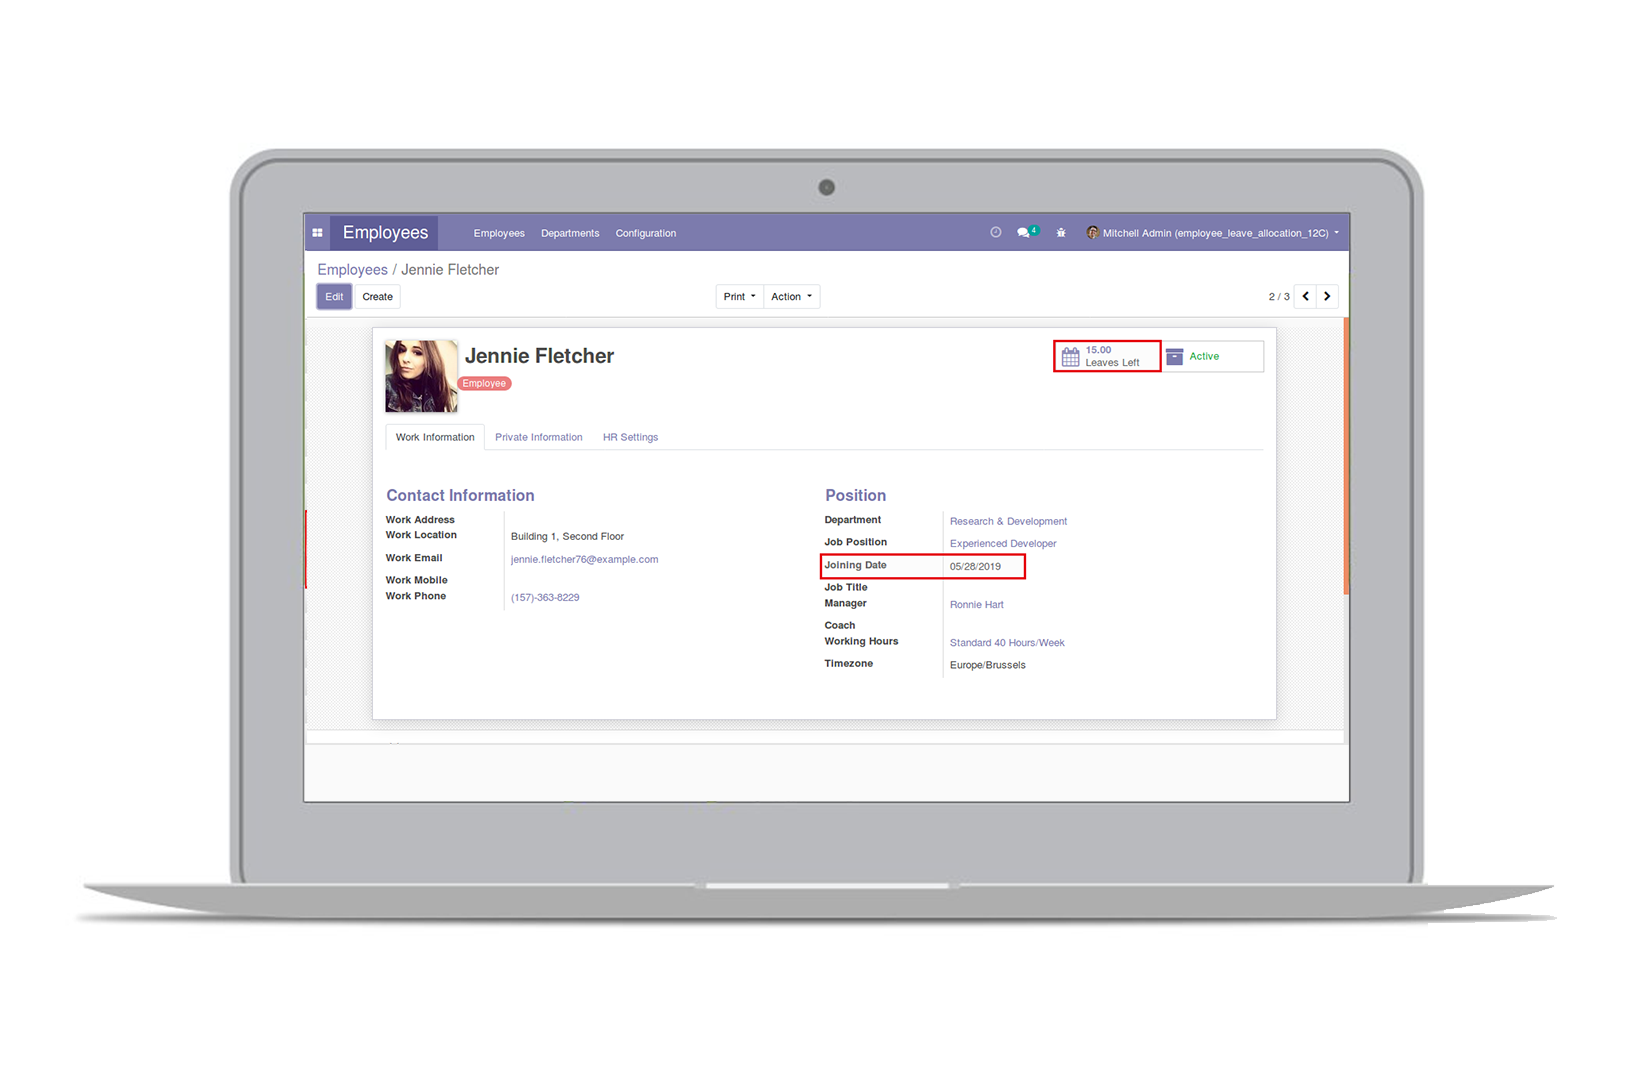 Employees Employees Departments Configuration 4 Mitchell Admin (employee_leave_allocation_12C)
Employees / Jennie Fletcher
Edit Create Print Action 2 / 3
Jennie Fletcher
Employee
15.00
Leaves Left
Active
Work Information Private Information HR Settings
Contact Information
Work Address
Work Location Building 1, Second Floor
Work Email jennie.fletcher76@example.com
Work Mobile
Work Phone (157)-363-8229
Position
Department Research & Development
Job Position Experienced Developer
Joining Date 05/28/2019
Job Title
Manager Ronnie Hart
Coach
Working Hours Standard 40 Hours/Week
Timezone Europe/Brussels